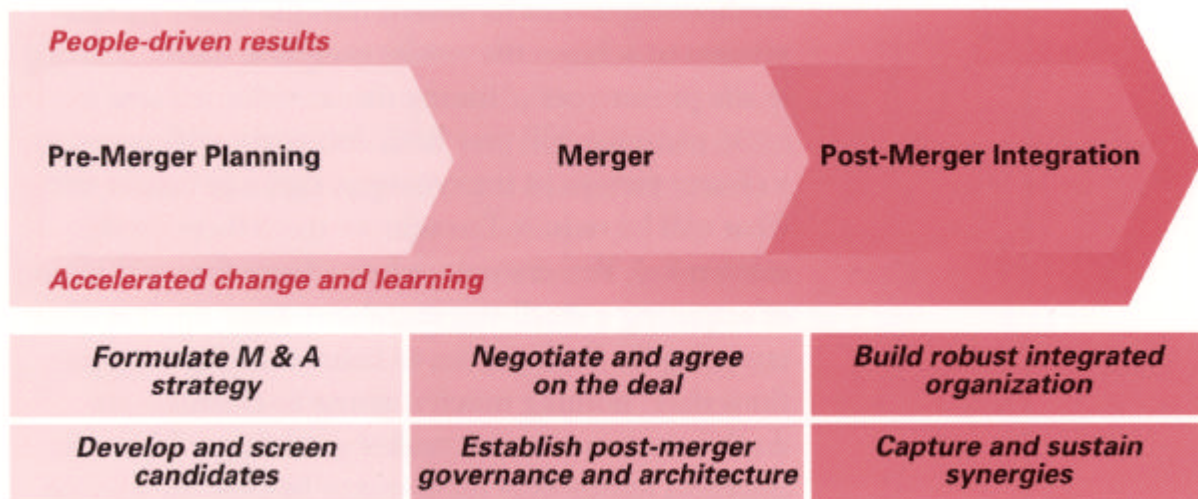 People-driven results
Pre-Merger Planning
Merger
Post-Merger Integration
Accelerated change and learning
Formulate M & A
strategy
Negotiate and agree
on the deal
Build robust integrated
organization
Develop and screen
candidates
Establish post-merger
governance and architecture
Capture and sustain
synergies